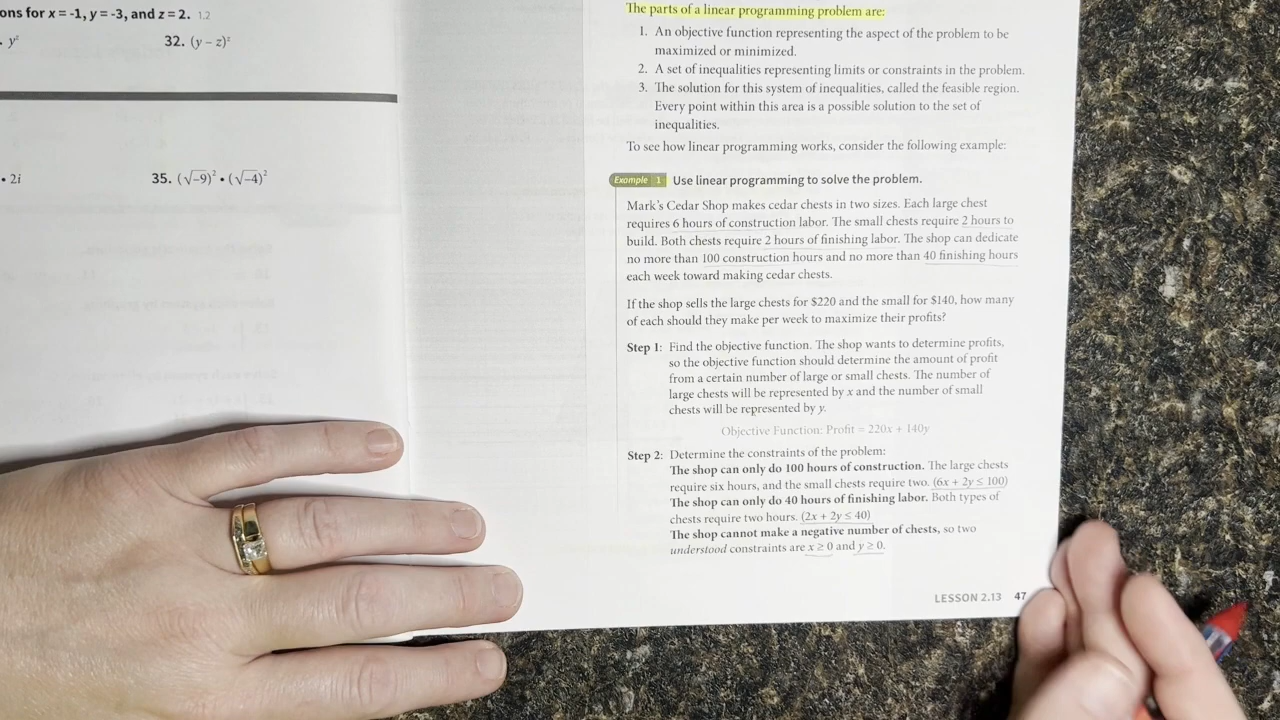 ons for x = -1, y = -3, and z = 2. 1.2
y²
32. (y – z)²
• 2i
35. (√-9)² • (√-4)²
The parts of a linear programming problem are:
1. An objective function representing the aspect of the problem to be
maximized or minimized.
2. A set of inequalities representing limits or constraints in the problem.
3. The solution for this system of inequalities, called the feasible region.
Every point within this area is a possible solution to the set of
inequalities.
To see how linear programming works, consider the following example:
Example 1 Use linear programming to solve the problem.
Mark's Cedar Shop makes cedar chests in two sizes. Each large chest
requires 6 hours of construction labor. The small chests require 2 hours to
build. Both chests require 2 hours of finishing labor. The shop can dedicate
no more than 100 construction hours and no more than 40 finishing hours
each week toward making cedar chests.
If the shop sells the large chests for $220 and the small for $140, how many
of each should they make per week to maximize their profits?
Step 1: Find the objective function. The shop wants to determine profits,
so the objective function should determine the amount of profit
from a certain number of large or small chests. The number of
large chests will be represented by x and the number of small
chests will be represented by y.
Objective Function: Profit = 220x + 140y
Step 2: Determine the constraints of the problem:
The shop can only do 100 hours of construction. The large chests
require six hours, and the small chests require two. (6x + 2y ≤ 100)
The shop can only do 40 hours of finishing labor. Both types of
chests require two hours. (2x + 2y ≤ 40)
The shop cannot make a negative number of chests, so two
understood constraints are x ≥ 0 and y ≥ 0.
LESSON 2.13 47